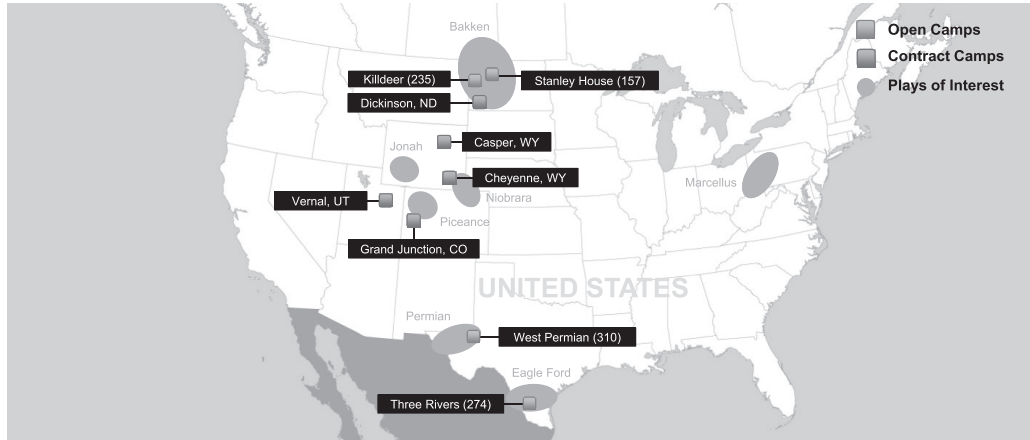 Bakken
Open Camps
Contract Camps
Plays of Interest
Killdeer (235)
Stanley House (157)
Dickinson, ND
Casper, WY
Jonah
Cheyenne, WY
Marcellus
Niobrara
Vernal, UT
Piceance
Grand Junction, CO
UNITED STATES
Permian
West Permian (310)
Eagle Ford
Three Rivers (274)